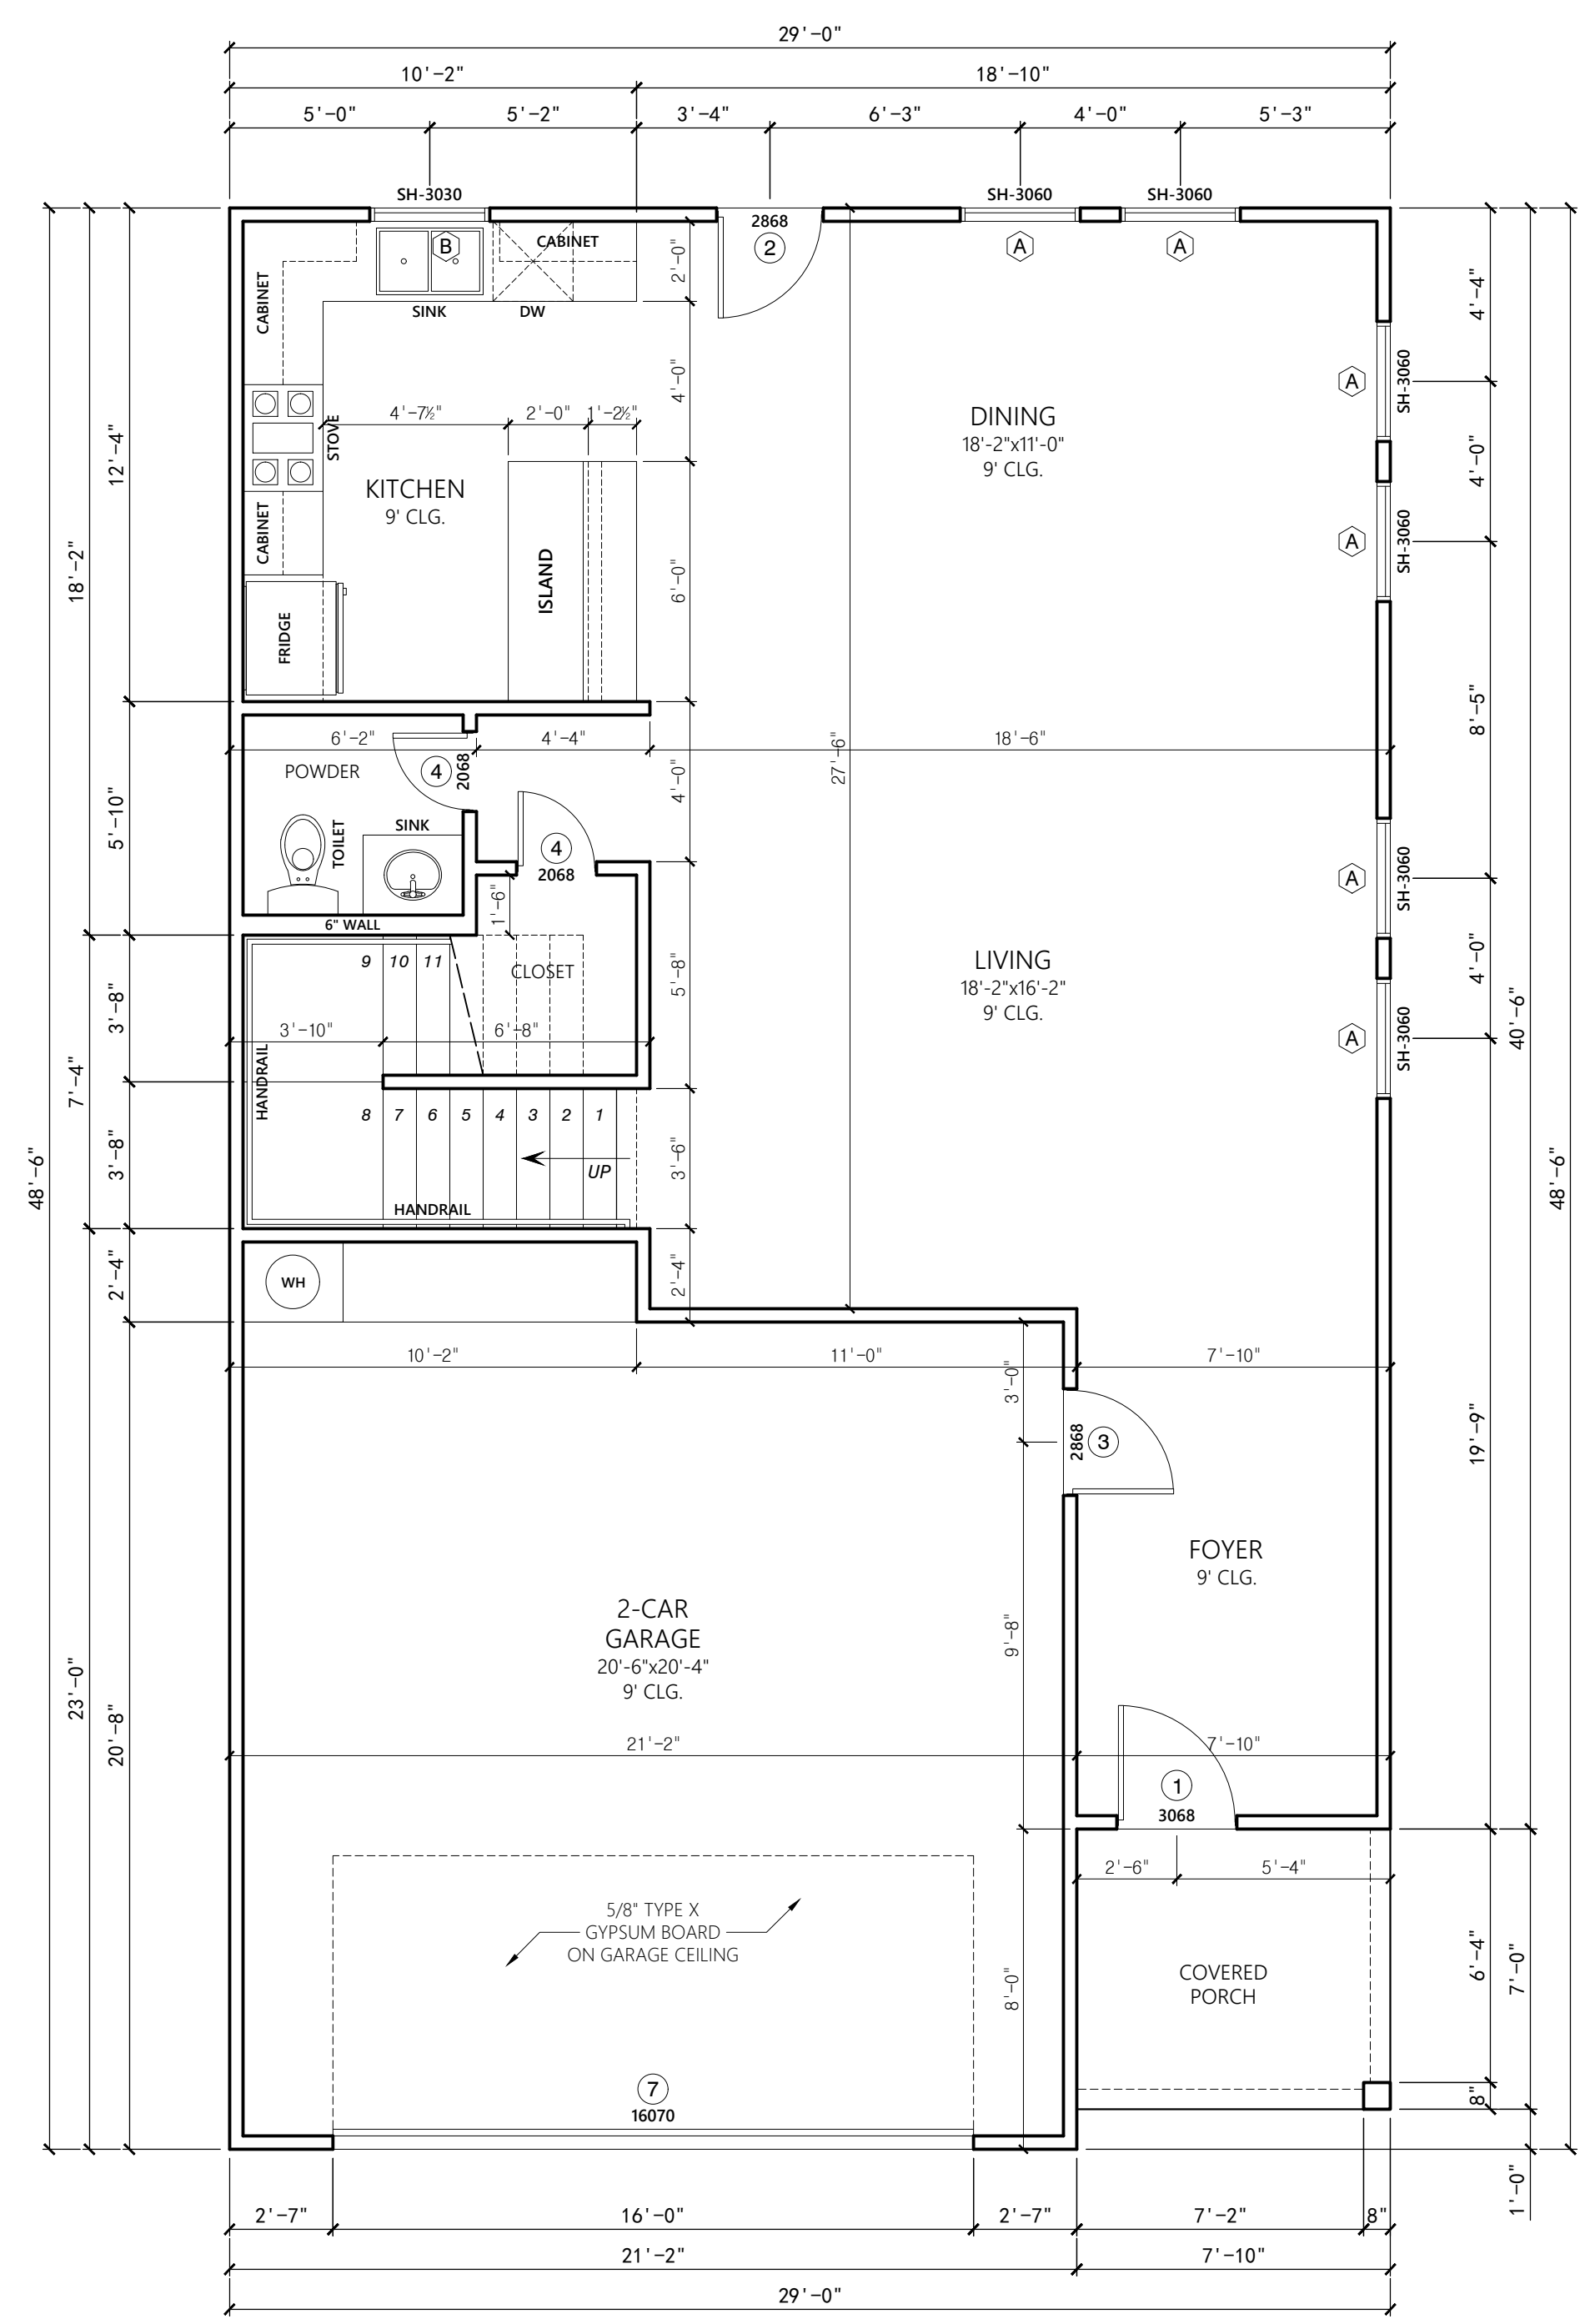 29'-0"
10'-2" 18'-10"
5'-0" 5'-2" 3'-4" 6'-3" 4'-0" 5'-3"
SH-3030 SH-3060 SH-3060
2868
2
B
A A
CABINET
CABINET
SINK DW
2'-0"
4'-4"
4'-0"
A SH-3060
4'-7½" 2'-0" 1'-2½"
STOVE
DINING
18'-2"x11'-0"
9' CLG.
12'-4"
4'-0"
KITCHEN
9' CLG.
CABINET
A SH-3060
18'-2"
ISLAND
6'-0"
FRIDGE
8'-5"
6'-2" 4'-4" 27'-6" 18'-6"
POWDER
4 2068
4'-0"
5'-10"
TOILET
SINK
4
2068
A SH-3060
1'-6"
6" WALL
9 10 11
CLOSET
5'-8"
LIVING
18'-2"x16'-2"
9' CLG.
4'-0"
3'-8"
3'-10" 6'-8"
A SH-3060
40'-6"
HANDRAIL
7'-4"
8 7 6 5 4 3 2 1
UP
3'-8"
3'-6"
HANDRAIL
48'-6"
48'-6"
WH
2'-4"
2'-4"
10'-2" 11'-0" 7'-10"
3'-0"
2868 3
19'-9"
FOYER
9' CLG.
2-CAR
GARAGE
20'-6"x20'-4"
9' CLG.
9'-8"
23'-0"
20'-8"
21'-2" 7'-10"
1
3068
2'-6" 5'-4"
5/8" TYPE X
GYPSUM BOARD
ON GARAGE CEILING
8'-0"
COVERED
PORCH
6'-4"
7'-0"
8"
7
16070
1'-0"
2'-7" 16'-0" 2'-7" 7'-2" 8"
21'-2" 7'-10"
29'-0"